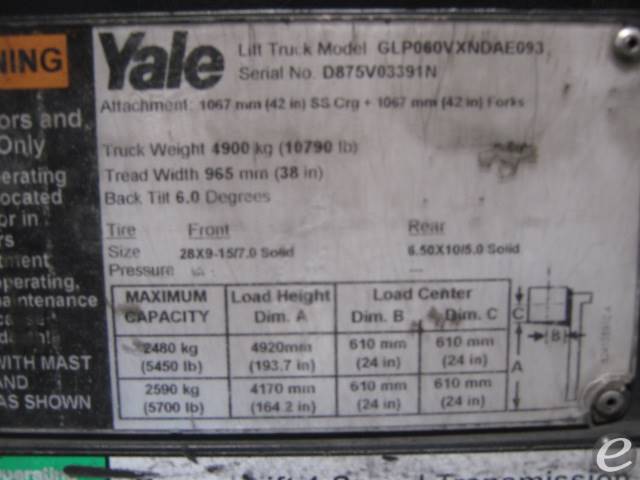 NING
ors and
Only
erating
ocated
or in
rs
tment
operating,
maintenance
WITH MAST
AND
AS SHOWN
Yale
Lift Truck Model GLP060VXNDAE093
Serial No. D875V03391N
Attachment: 1067 mm (42 in) SS Crg + 1067 mm (42 in) Forks
Truck Weight 4900 kg (10790 lb)
Tread Width 965 mm (38 in)
Back Tilt 6.0 Degrees
Tire Front Rear
Size 28X9-15/7.0 Solid 6.50X10/5.0 Solid
Pressure
MAXIMUM CAPACITY
Load Height Dim. A
Load Center
Dim. B Dim. C
2480 kg 4920mm 610 mm 610 mm
(5450 lb) (193.7 in) (24 in) (24 in)
2590 kg 4170 mm 610 mm 610 mm
(5700 lb) (164.2 in) (24 in) (24 in)
C
B
A
Transmission
e